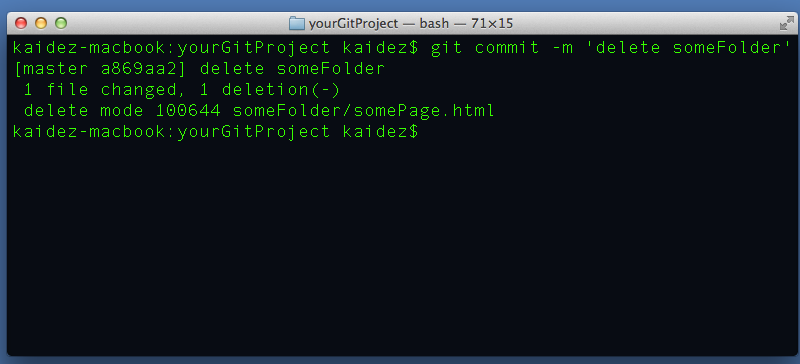 yourGitProject — bash — 71×15
kaidez-macbook:yourGitProject kaidez$ git commit -m 'delete someFolder'
[master a869aa2] delete someFolder
 1 file changed, 1 deletion(-)
 delete mode 100644 someFolder/somePage.html
kaidez-macbook:yourGitProject kaidez$